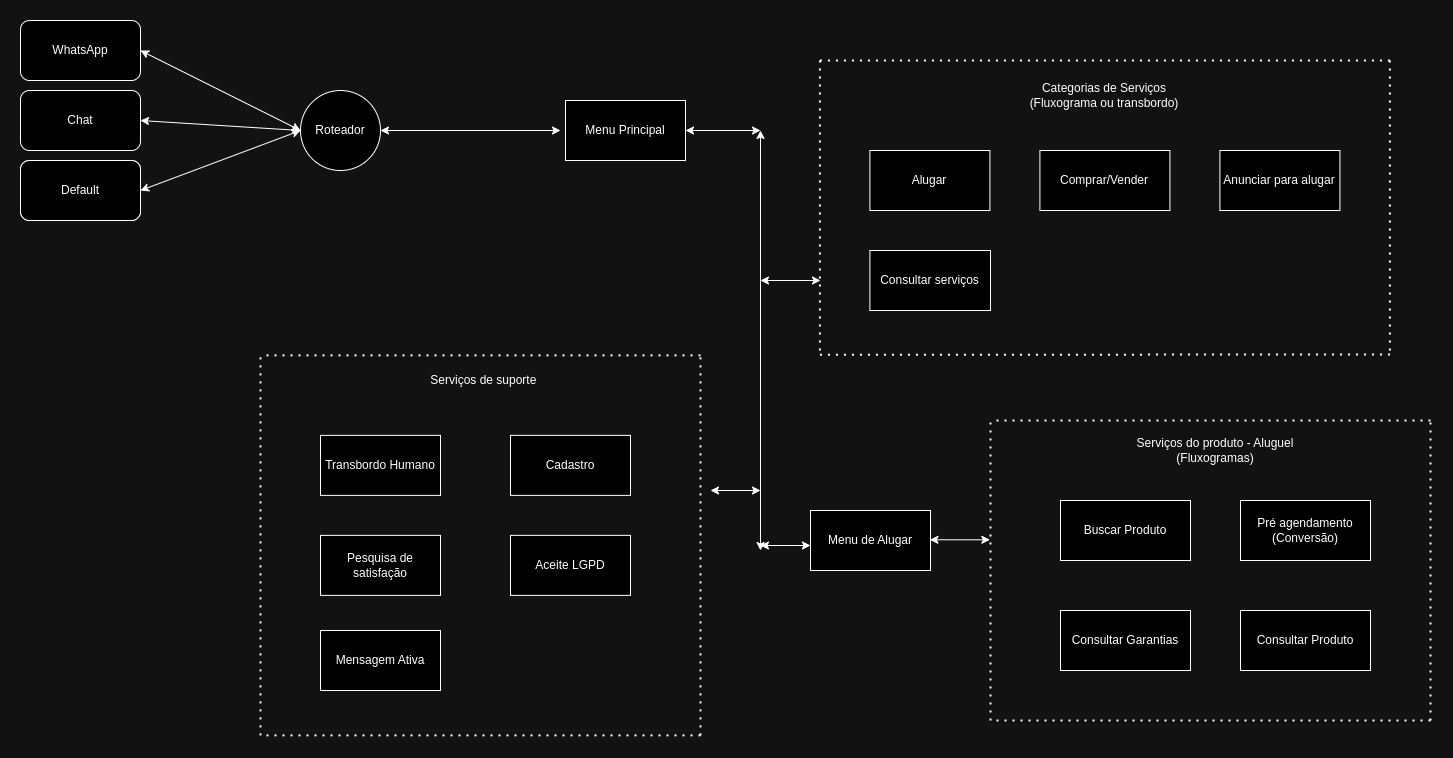 WhatsApp
Chat
Default
Roteador
Menu Principal
Categorias de Serviços
(Fluxograma ou transbordo)
Alugar
Comprar/Vender
Anunciar para alugar
Consultar serviços
Serviços de suporte
Transbordo Humano
Cadastro
Pesquisa de
satisfação
Aceite LGPD
Mensagem Ativa
Menu de Alugar
Serviços do produto - Aluguel
(Fluxogramas)
Buscar Produto
Pré agendamento
(Conversão)
Consultar Garantias
Consultar Produto